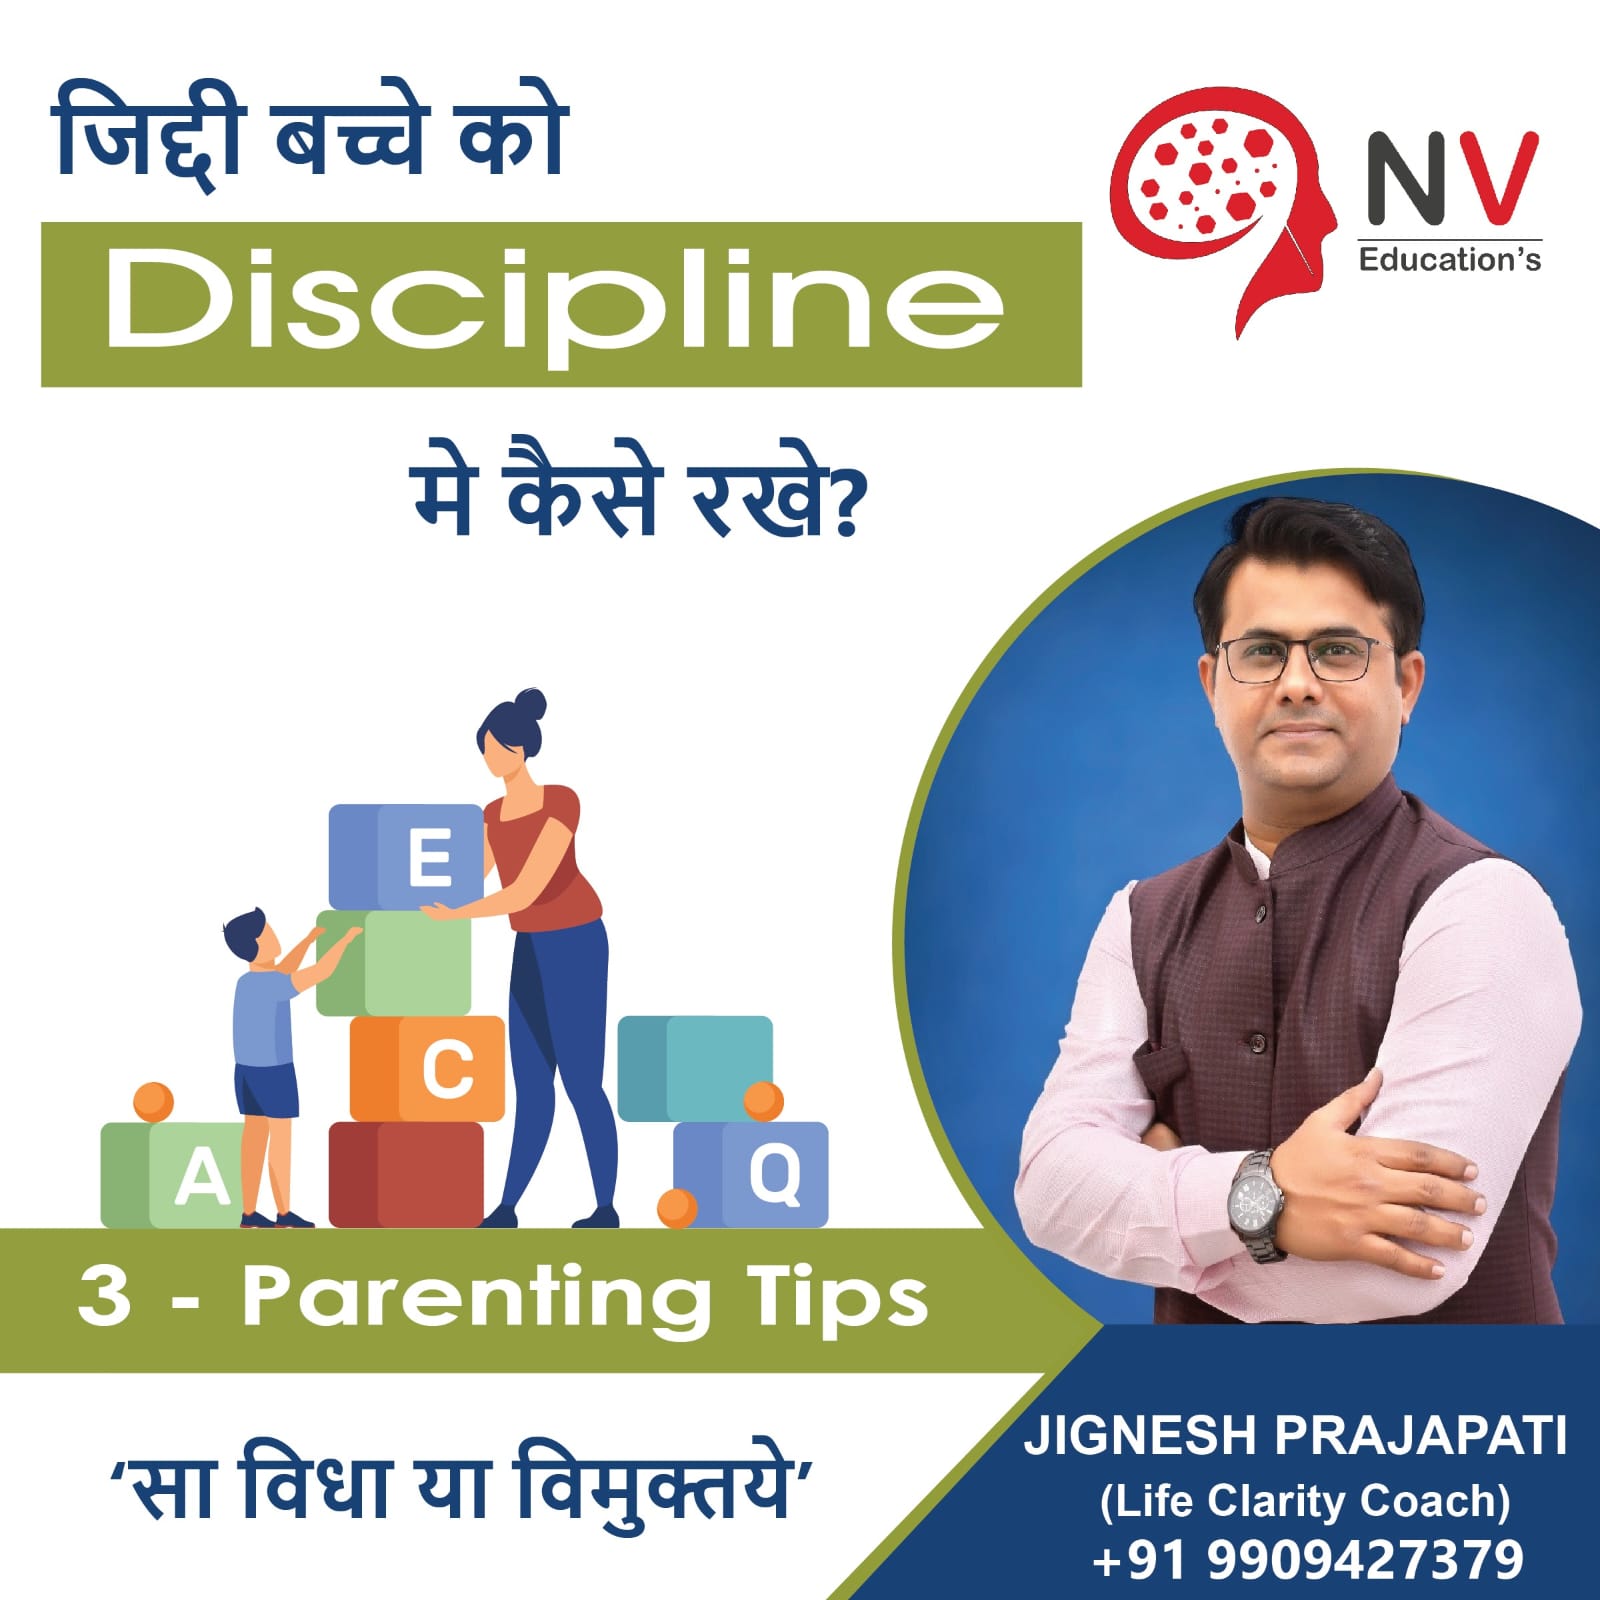 जिद्दी बच्चे को
Discipline
मे कैसे रखे?
NV
Education's
E
C
A
Q
3 - Parenting Tips
‘सा विधा या विमुक्तये’
JIGNESH PRAJAPATI
(Life Clarity Coach)
+91 9909427379